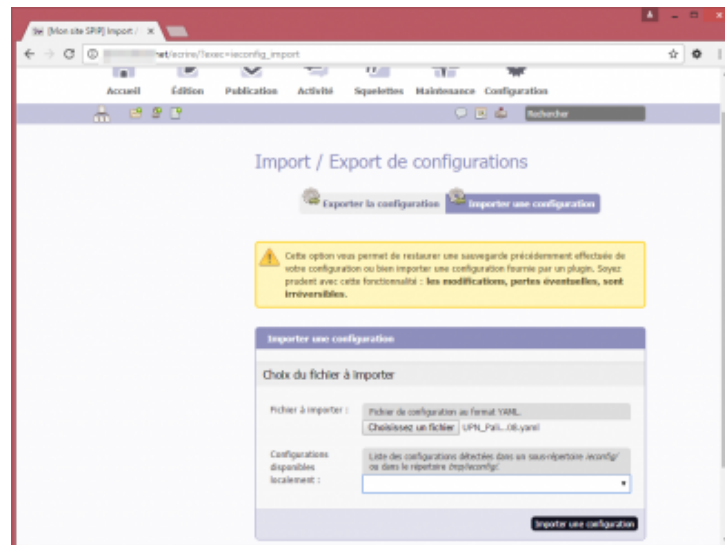 [Mon site SPIP] Import /
net/ecrire/?exec=ieconfig_import
Accueil Édition Publication Activité Squelettes Maintenance Configuration
Rechercher
Import / Export de configurations
Exporter la configuration Importer une configuration
Cette option vous permet de restaurer une sauvegarde précédemment effectuée de
votre configuration ou bien importer une configuration fournie par un plugin. Soyez
prudent avec cette fonctionnalité : les modifications, pertes éventuelles, sont
irréversibles.
Importer une configuration
Choix du fichier à importer
Fichier à importer :
Fichier de configuration au format YAML.
Choisissez un fichier UPN_Pali...08.yaml
Configurations
disponibles
localement :
Liste des configurations détectées dans un sous-répertoire ieconfig/
ou dans le répertoire tmp/ieconfig/.
Importer une configuration